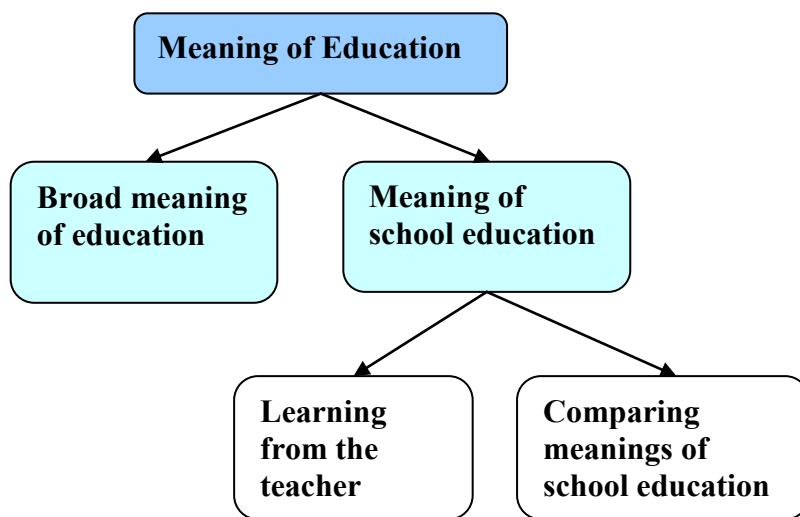 Meaning of Education
Broad meaning
of education
Meaning of
school education
Learning
from the
teacher
Comparing
meanings of
school education